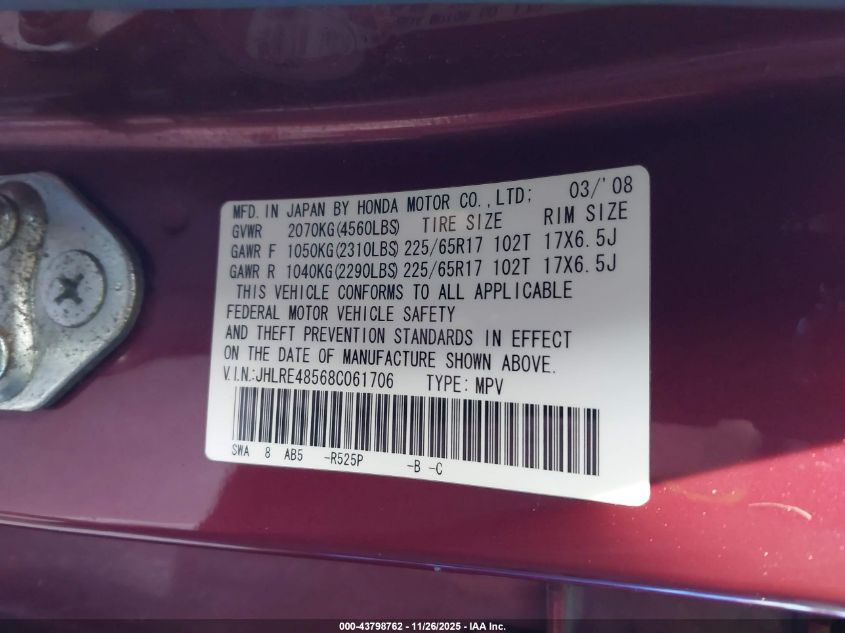 MFD. IN JAPAN BY HONDA MOTOR CO., LTD; 03/'08
GVWR 2070KG(4560LBS) TIRE SIZE RIM SIZE
GAWR F 1050KG(2310LBS) 225/65R17 102T 17X6.5J
GAWR R 1040KG(2290LBS) 225/65R17 102T 17X6.5J
THIS VEHICLE CONFORMS TO ALL APPLICABLE
FEDERAL MOTOR VEHICLE SAFETY
AND THEFT PREVENTION STANDARDS IN EFFECT
ON THE DATE OF MANUFACTURE SHOWN ABOVE.
V.I.N.:JHLRE48568C061706 TYPE: MPV
SWA 8 AB5 -R525P -B -C
000-43798762 - 11/26/2025 - IAA Inc.